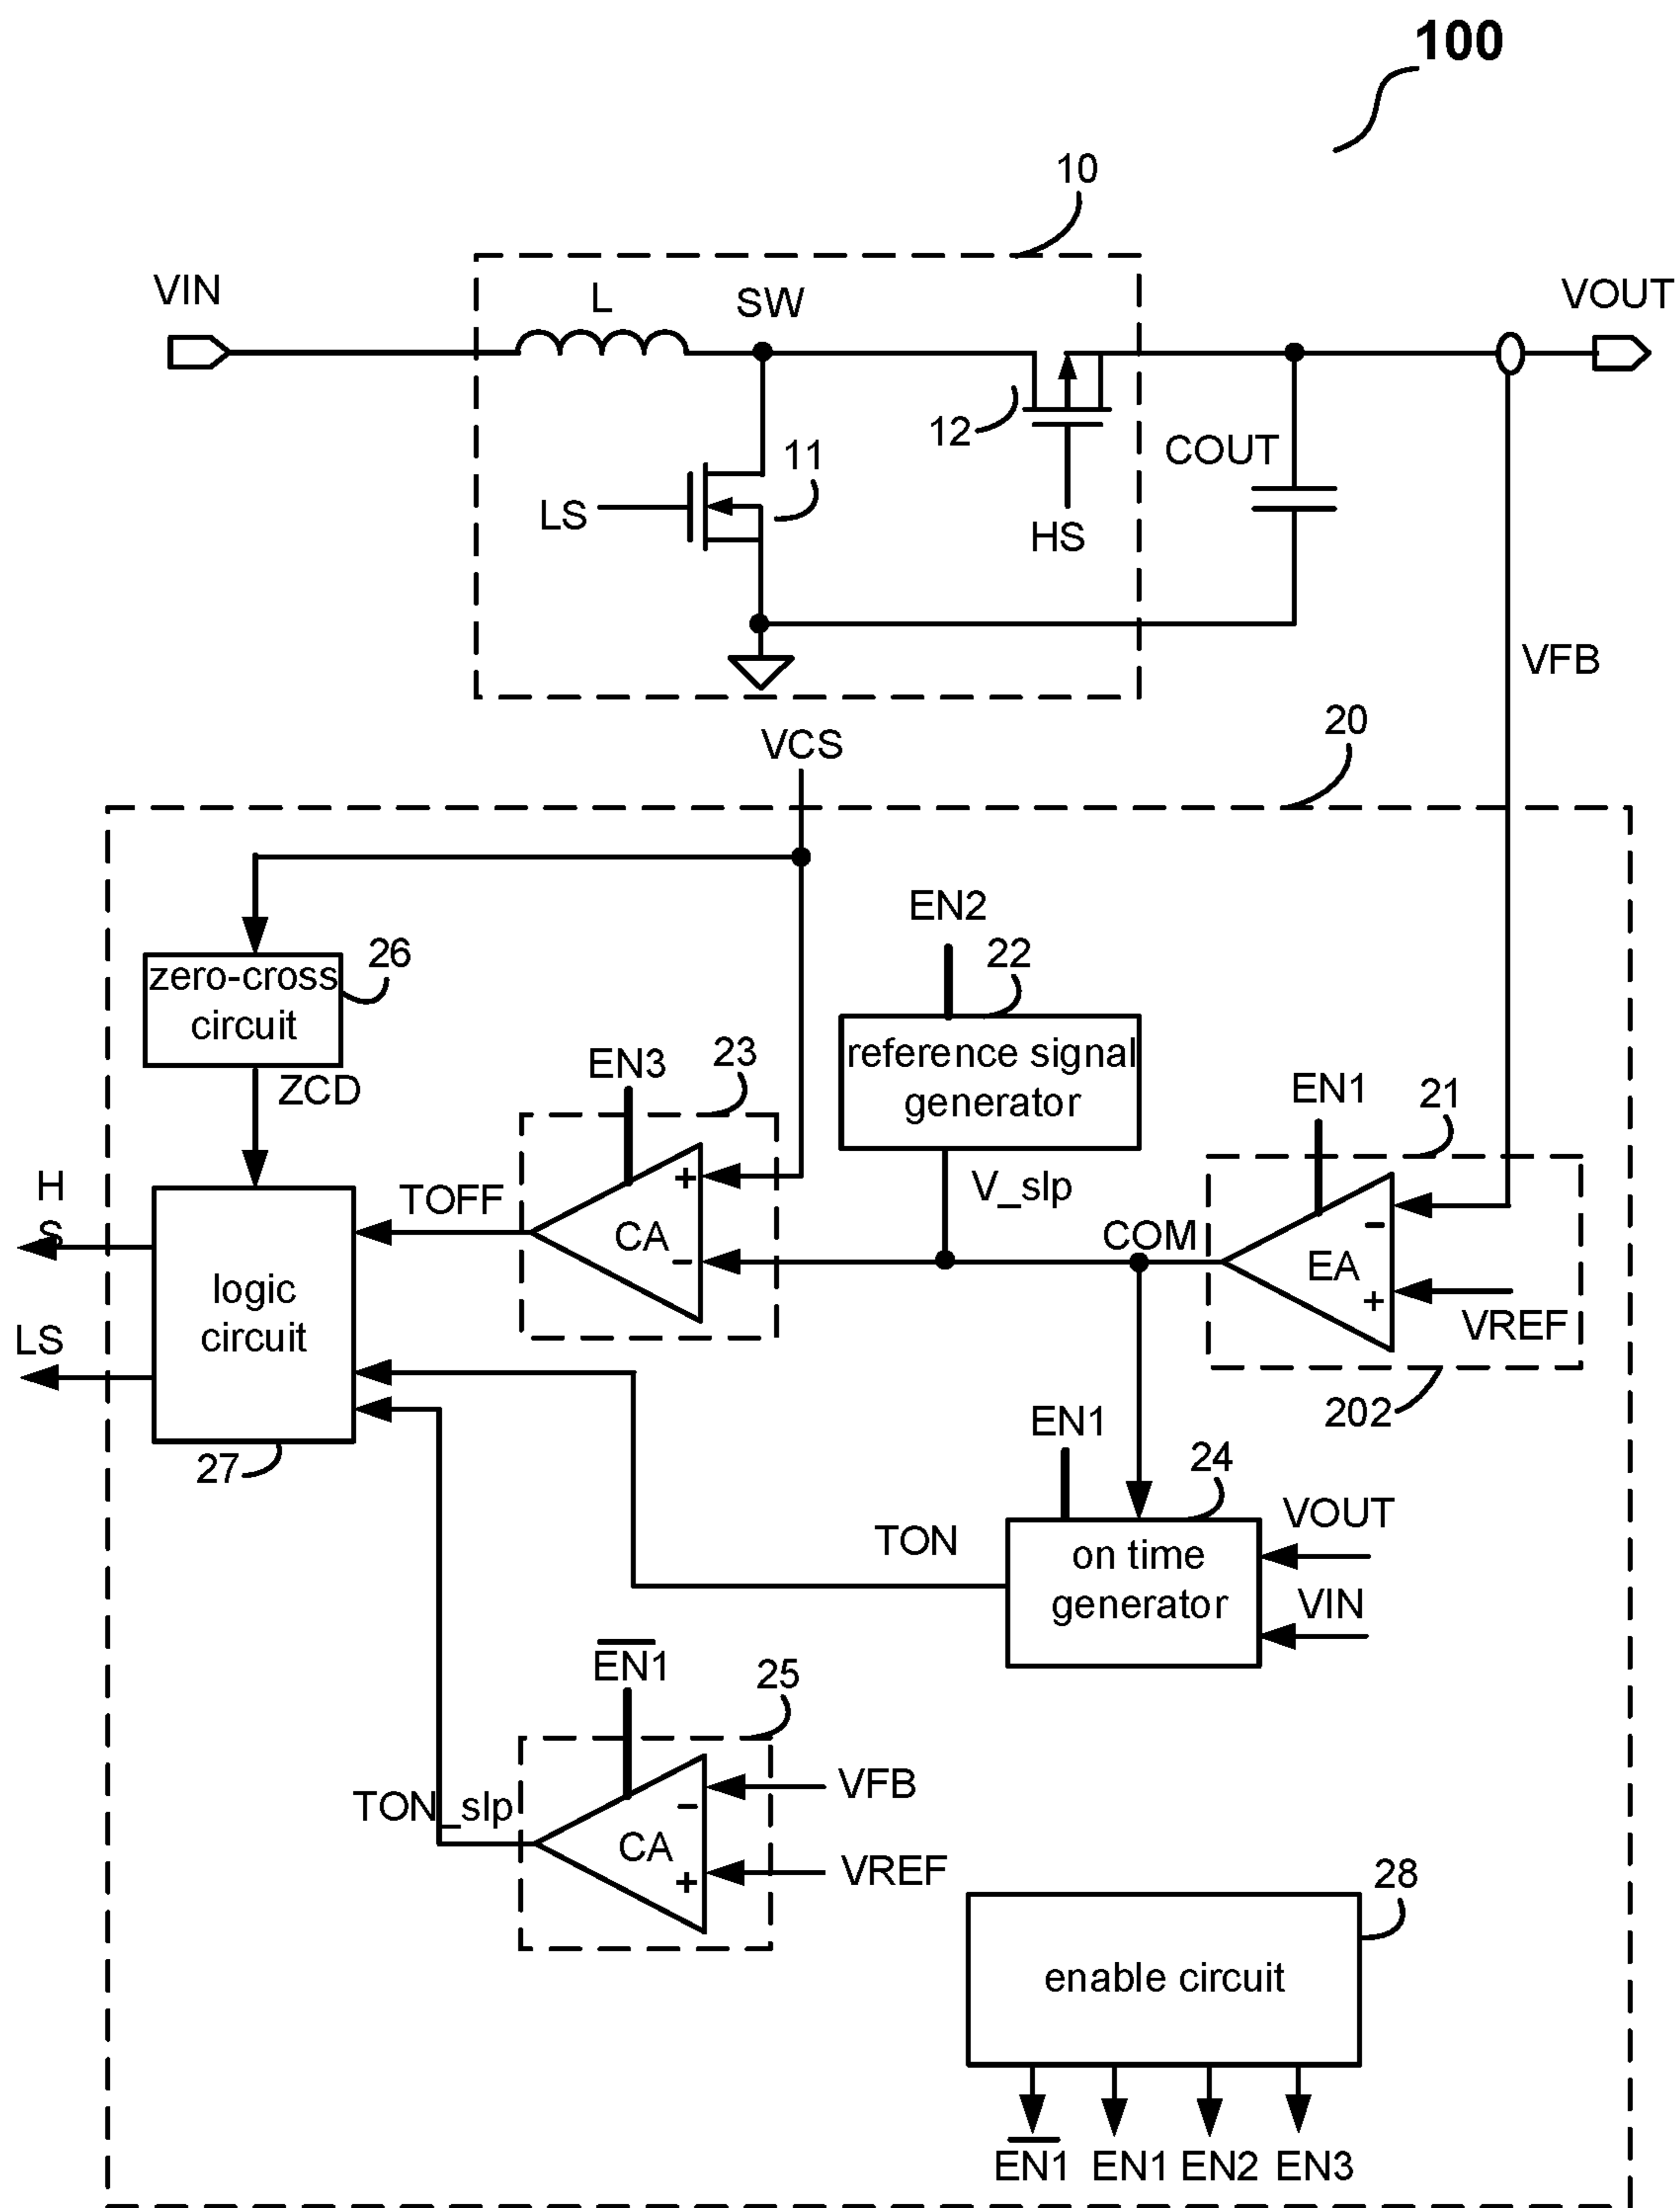 100
10
VIN
L
SW
VOUT
12
COUT
11
LS
HS
VFB
VCS
20
EN2
26
22
zero-cross
circuit
reference signal
generator
EN3
23
EN1
21
ZCD
V_slp
H
S
TOFF
CA
+
-
COM
EA
-
+
VREF
logic
circuit
LS
202
27
EN1
24
TON
VOUT
on time
generator
VIN
EN1
25
VFB
TON_slp
CA
-
+
VREF
28
enable circuit
EN1 EN1 EN2 EN3